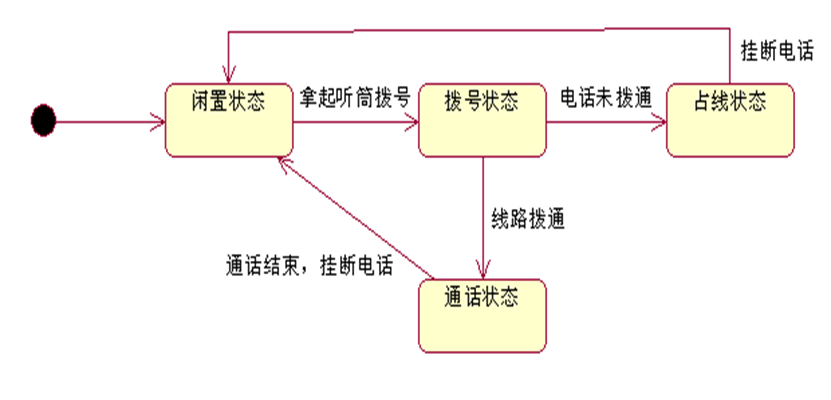 挂断电话
闲置状态
拿起听筒拨号
拨号状态
电话未拨通
占线状态
线路拨通
通话结束，挂断电话
通话状态